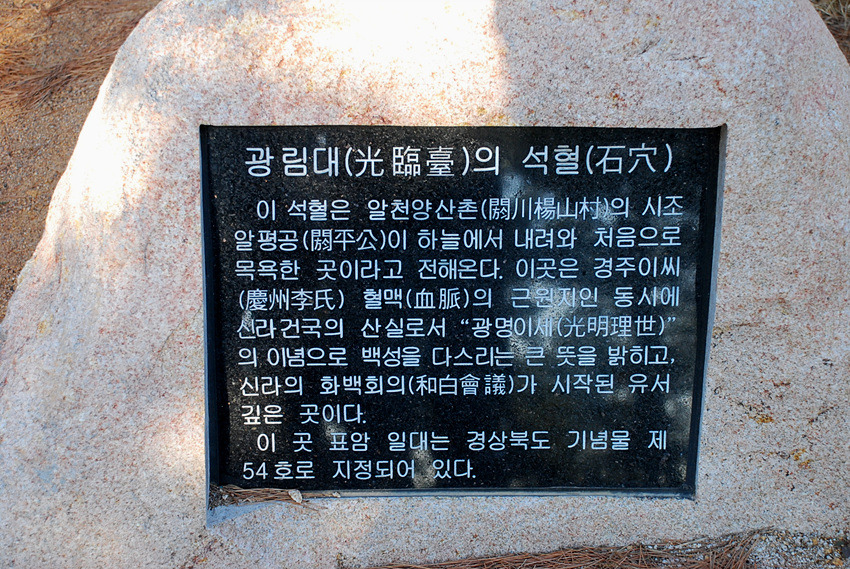 광림대(光臨臺)의 석혈(石穴)
이 석혈은 알천양산촌(閼川楊山村)의 시조
알평공(閼平公)이 하늘에서 내려와 처음으로
목욕한 곳이라고 전해온다. 이곳은 경주이씨
(慶州李氏) 혈맥(血脈)의 근원지인 동시에
신라건국의 산실로서 “광명이세(光明理世)”
의 이념으로 백성을 다스리는 큰 뜻을 밝히고,
신라의 화백회의(和白會議)가 시작된 유서
깊은 곳이다.
이 곳 표암 일대는 경상북도 기념물 제
54호로 지정되어 있다.